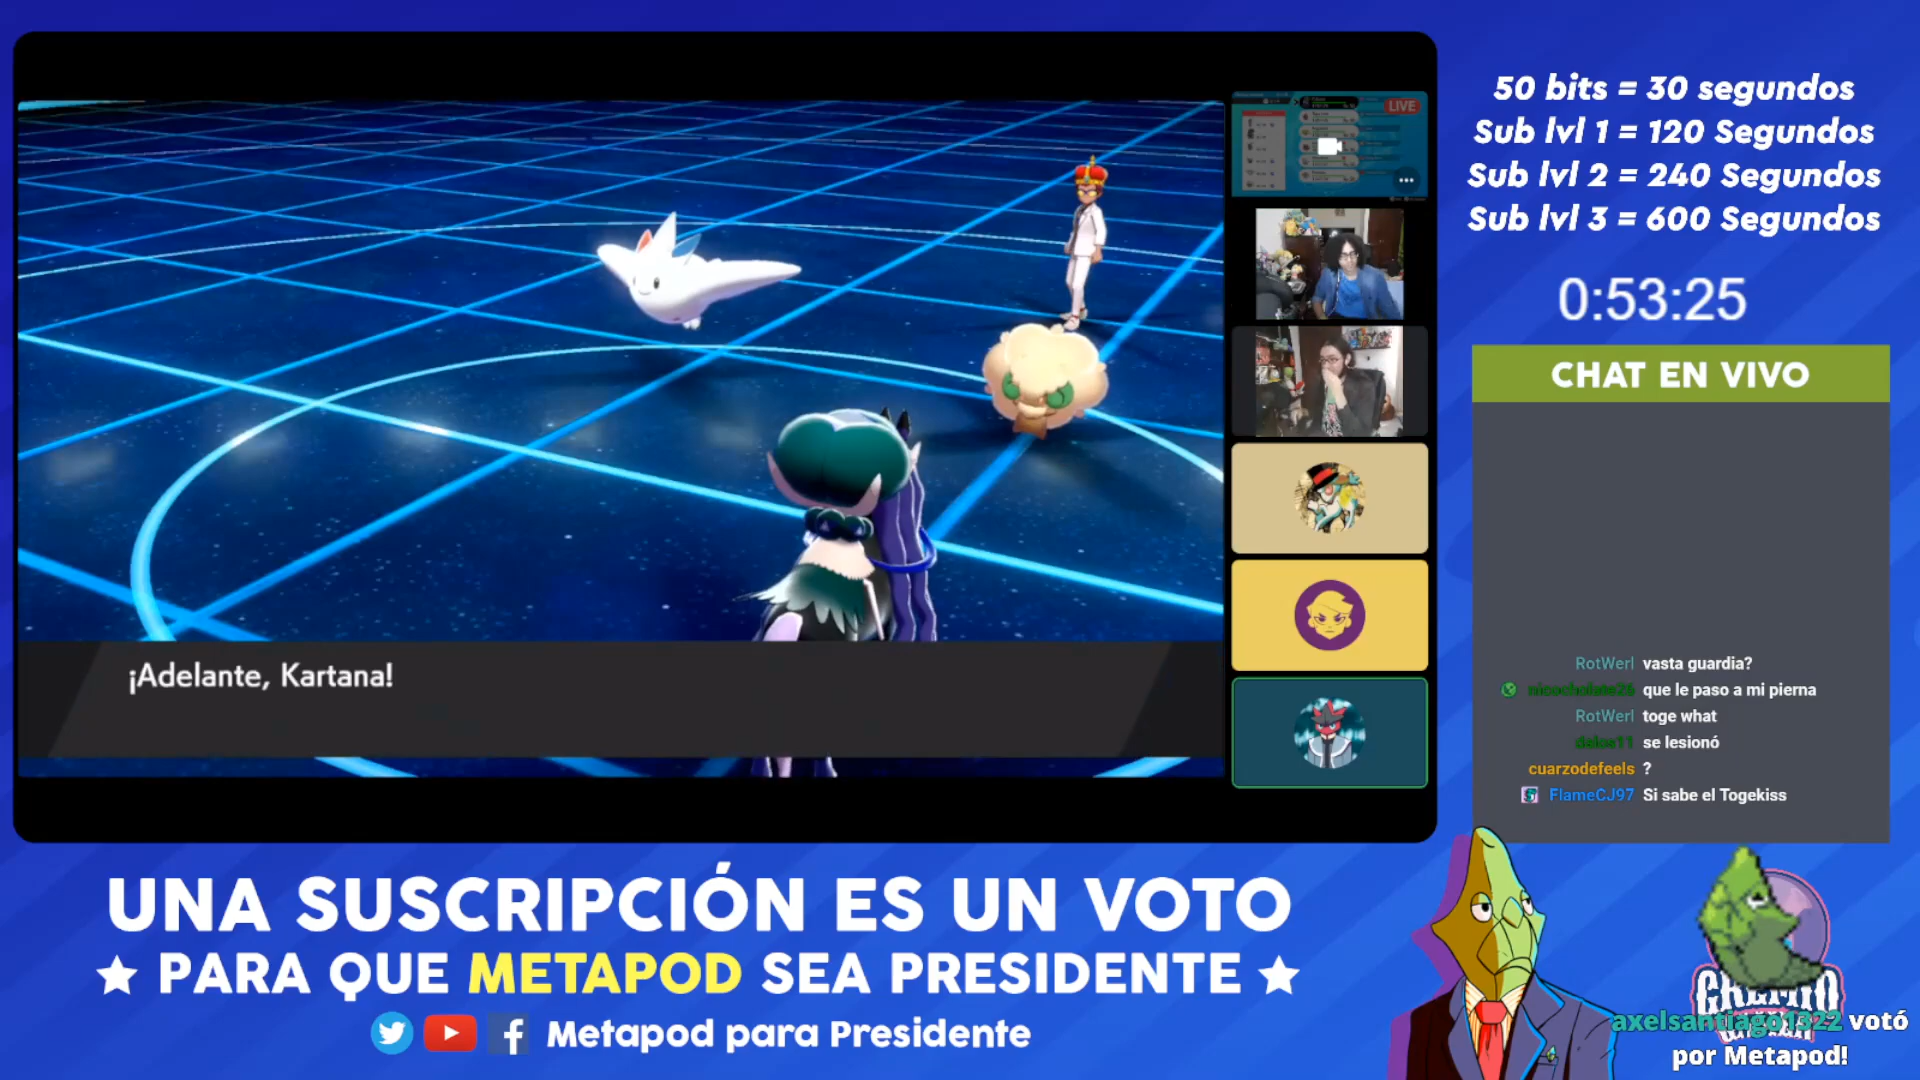 LIVE
¡Adelante, Kartana!
50 bits = 30 segundos
Sub lvl 1 = 120 Segundos
Sub lvl 2 = 240 Segundos
Sub lvl 3 = 600 Segundos
0:53:25
CHAT EN VIVO
RotWerl vasta guardia?
nicocholate26 que le paso a mi pierna
RotWerl toge what
dalos11 se lesionó
cuarzodefeels ?
FlameCJ97 Si sabe el Togekiss
UNA SUSCRIPCIÓN ES UN VOTO
PARA QUE METAPOD SEA PRESIDENTE
Metapod para Presidente
axelsantiago1322 votó
por Metapod!